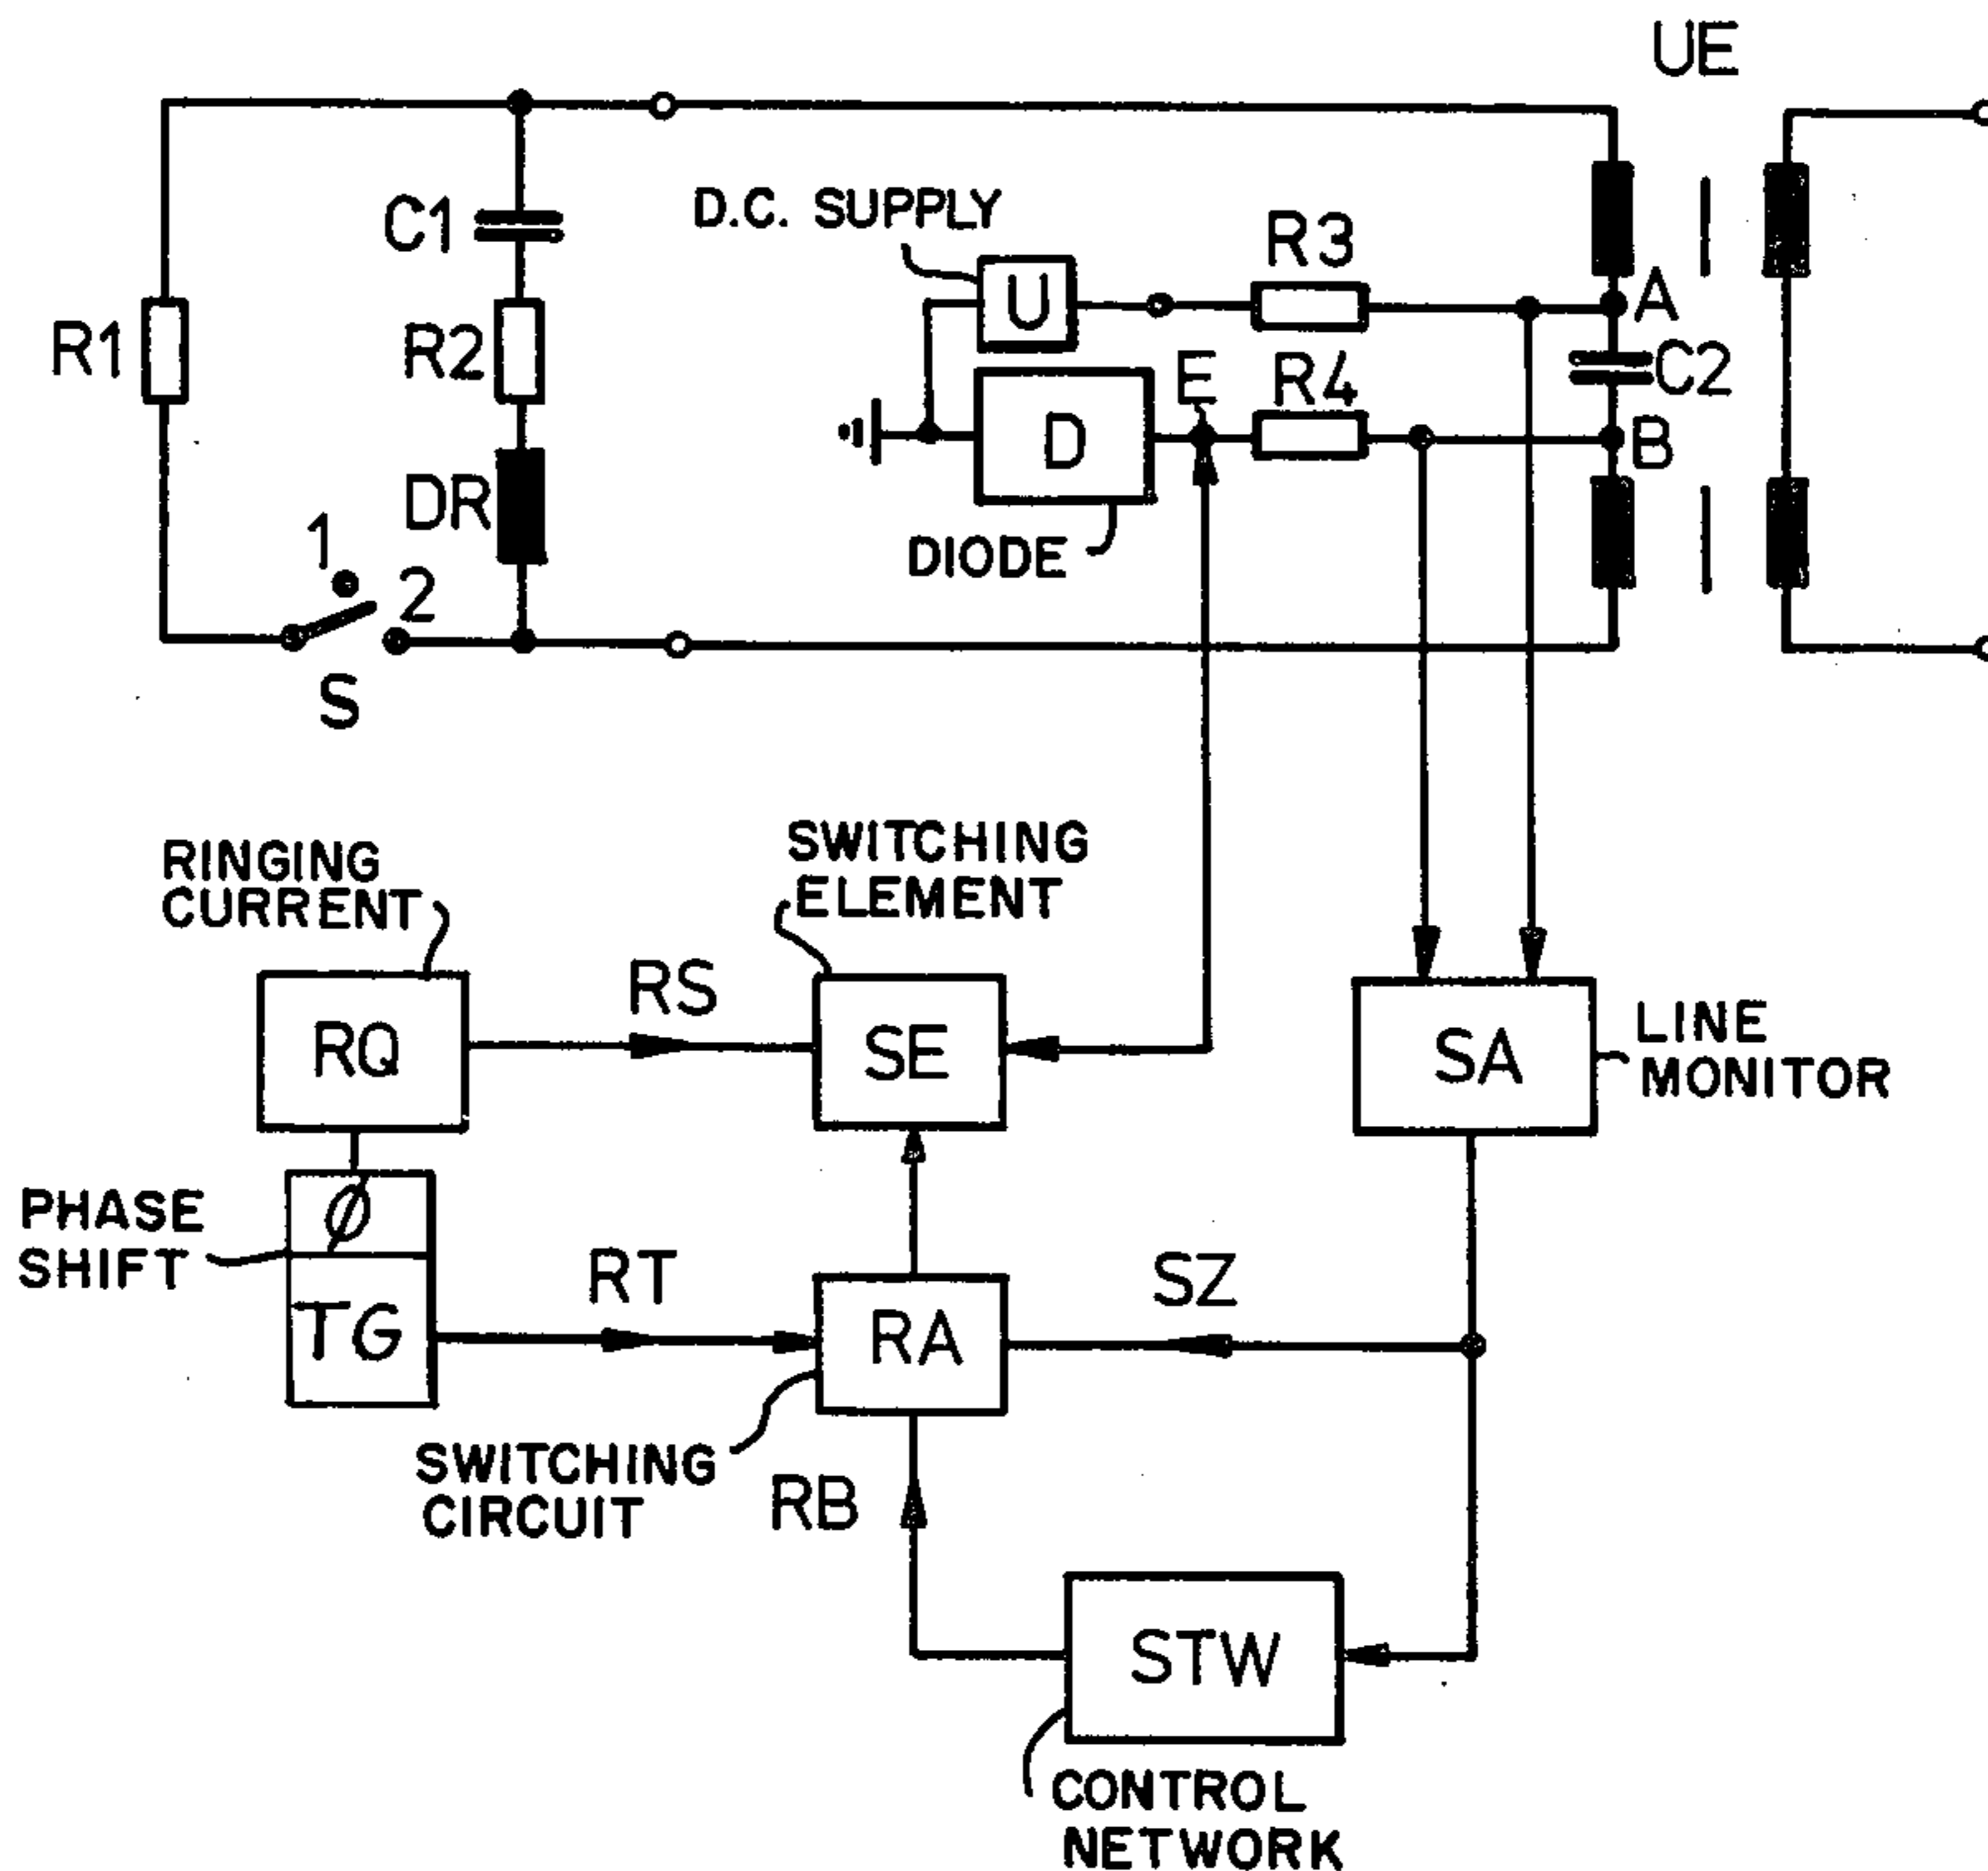 UE
D.C. SUPPLY
C1
R3
U
A
R1
R2
E
R4
C2
D
B
DR
DIODE
1
2
S
SWITCHING
ELEMENT
RINGING
CURRENT
RS
RQ
SE
SA
LINE
MONITOR
PHASE
SHIFT
Ø
RT
SZ
TG
RA
SWITCHING
CIRCUIT
RB
STW
CONTROL
NETWORK